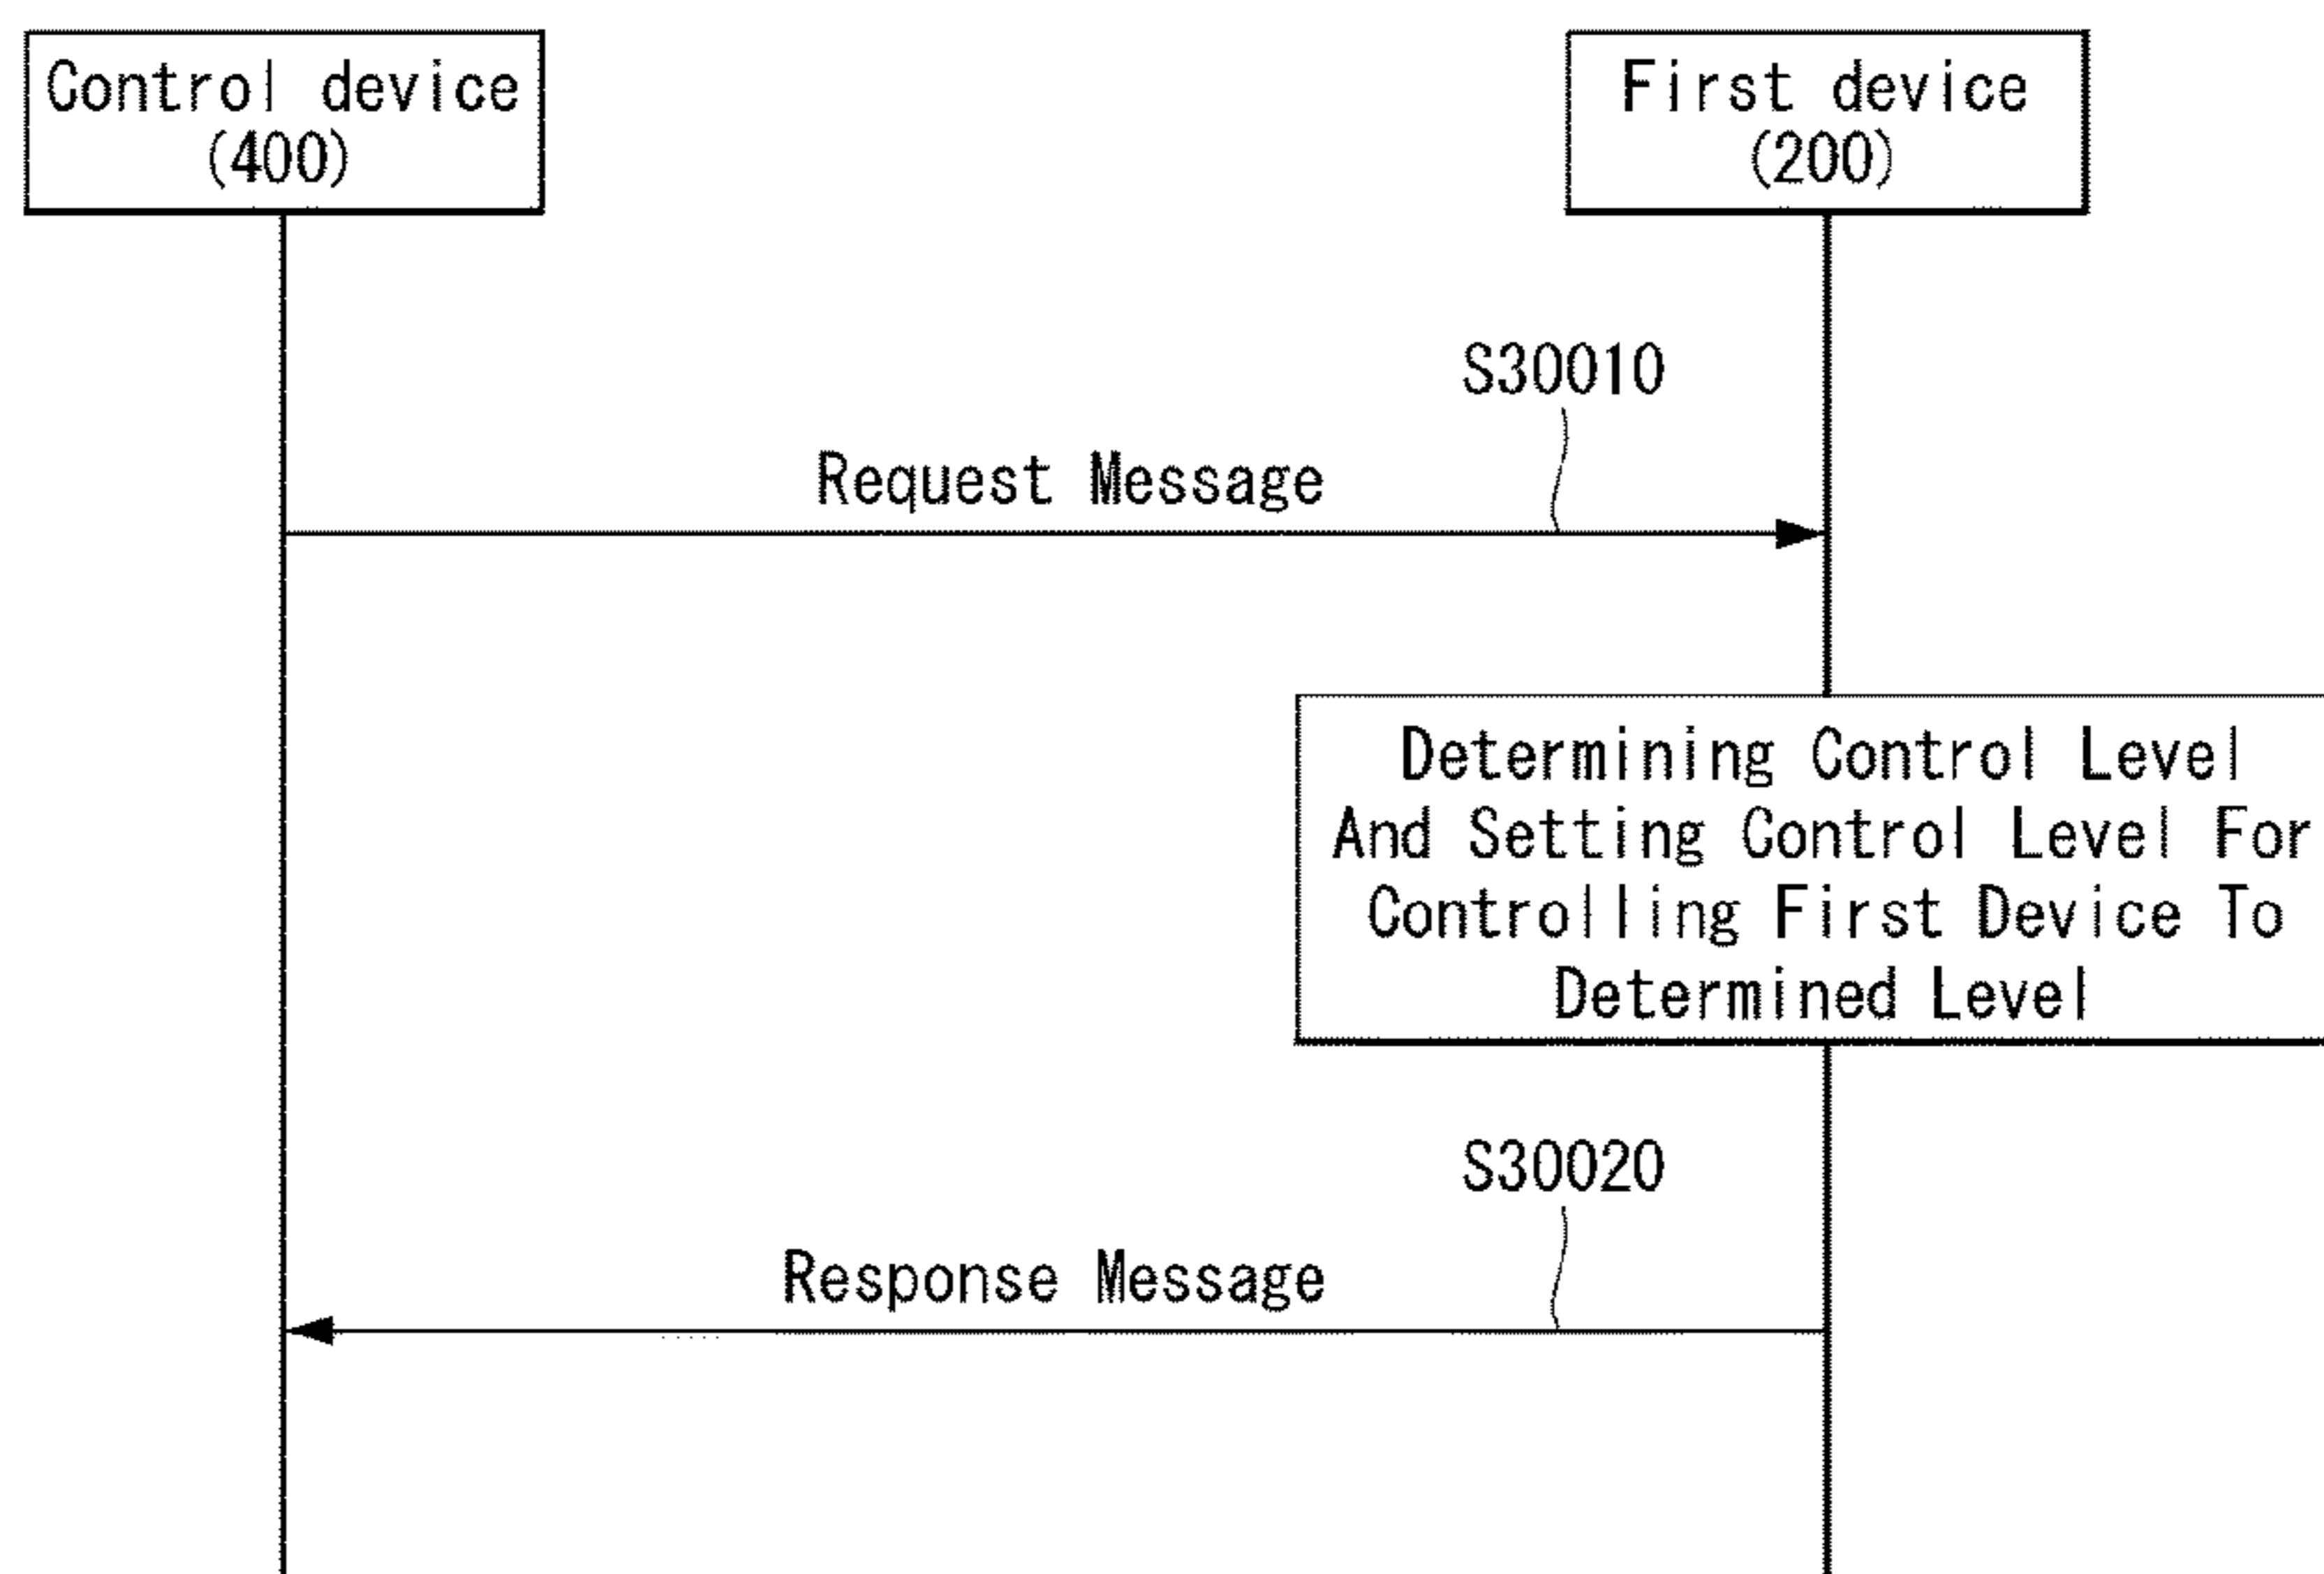 Control device
(400)
First device
(200)
S30010
Request Message
Determining Control Level
And Setting Control Level For
Controlling First Device To
Determined Level
S30020
Response Message